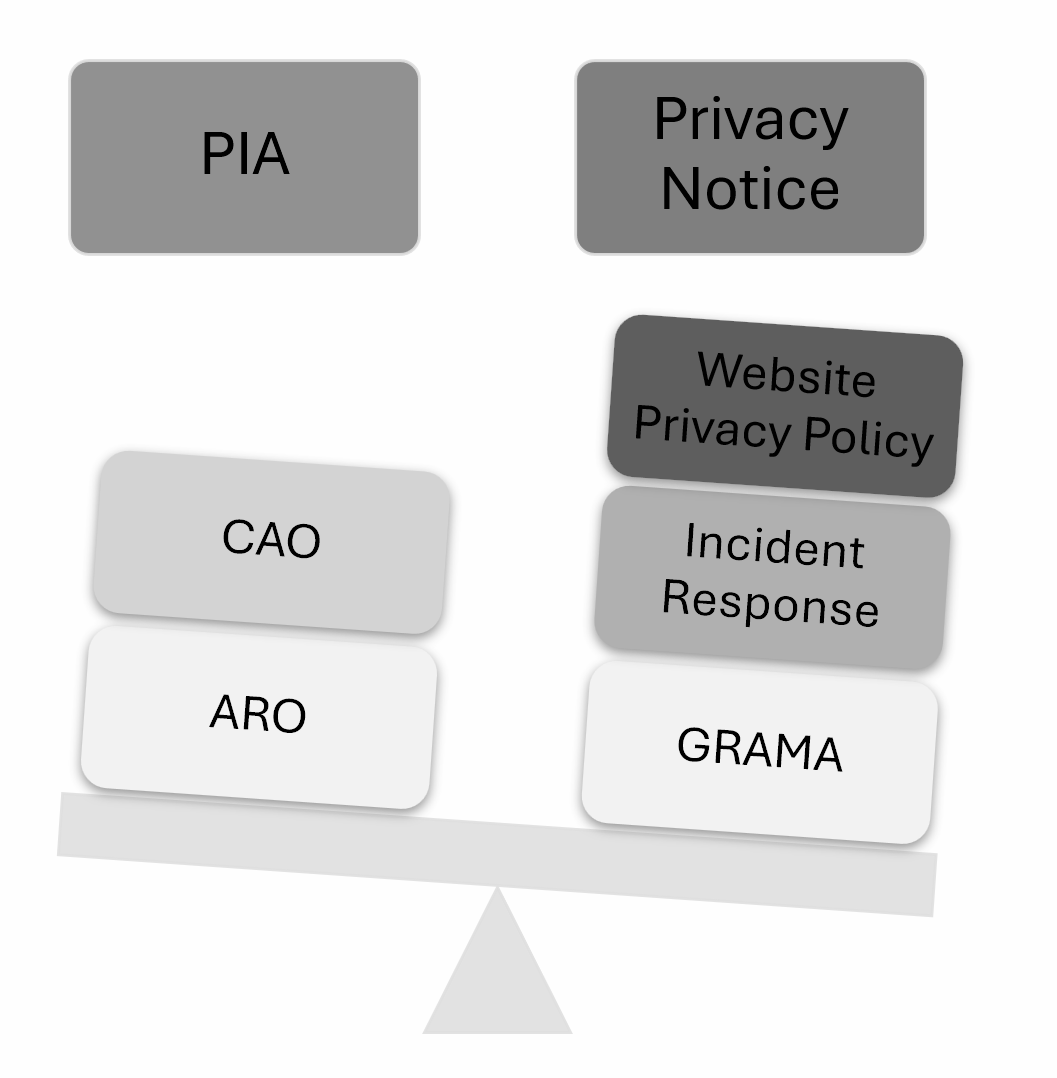 PIA
Privacy
Notice
Website
Privacy Policy
CAO
Incident
Response
ARO
GRAMA